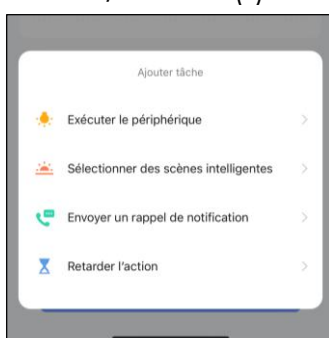 Ajouter tâche
Exécuter le périphérique
Sélectionner des scènes intelligentes
Envoyer un rappel de notification
Retarder l'action